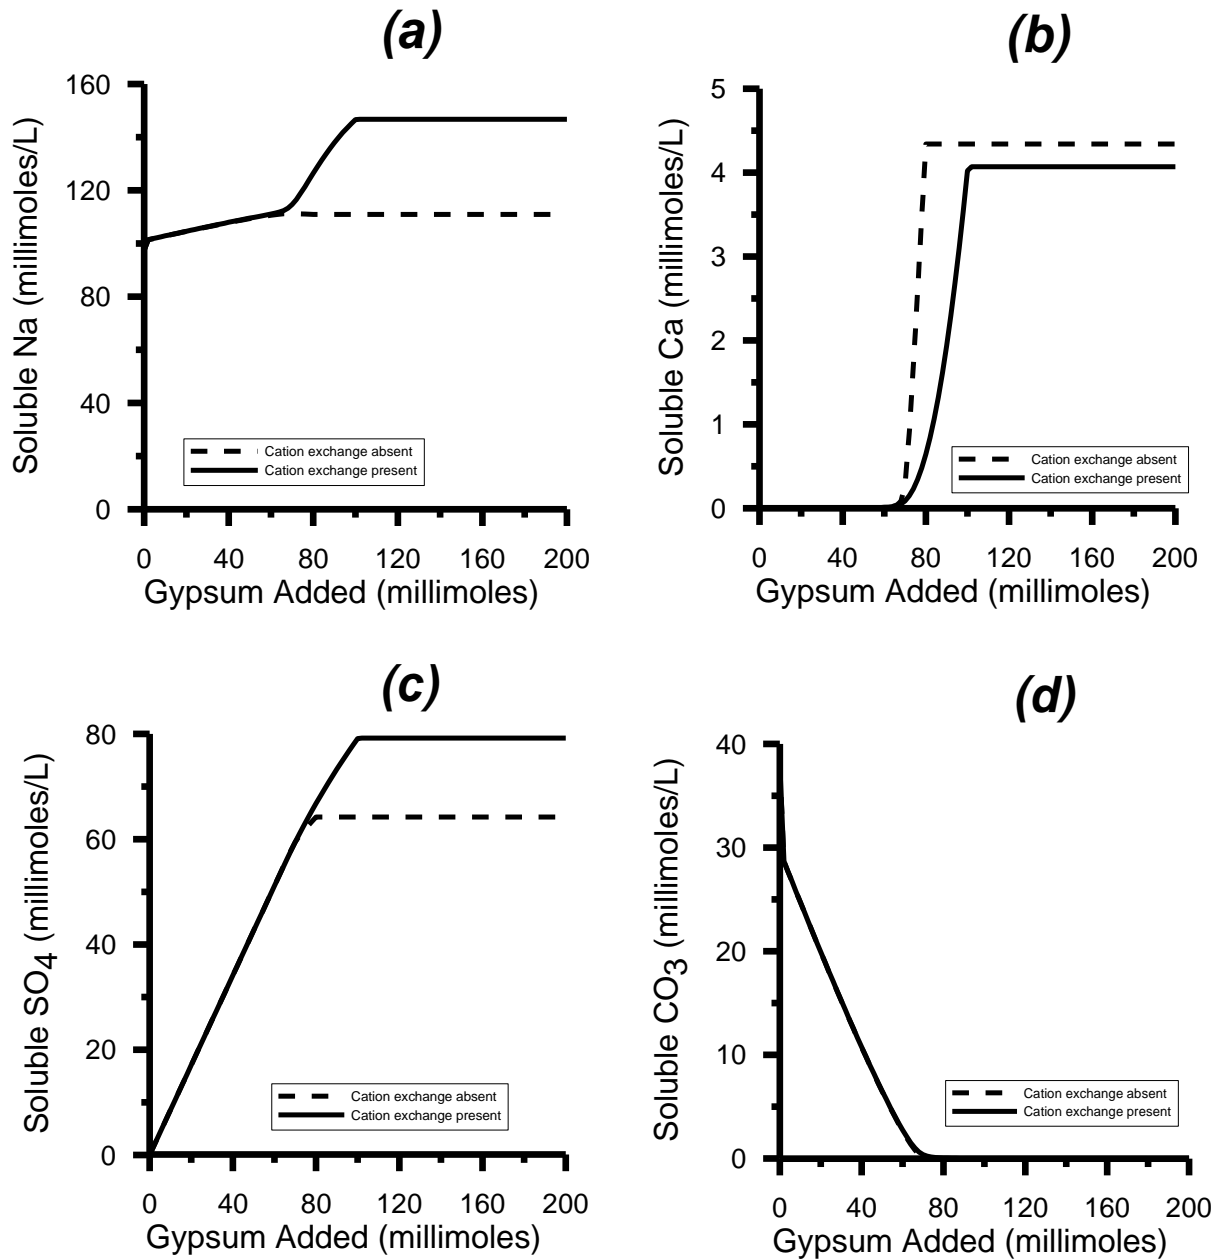 (a)
Soluble Na (millimoles/L)
160
120
80
40
0
Cation exchange absent
Cation exchange present
0 40 80 120 160 200
Gypsum Added (millimoles)
(b)
Soluble Ca (millimoles/L)
5
4
3
2
1
0
Cation exchange absent
Cation exchange present
0 40 80 120 160 200
Gypsum Added (millimoles)
(c)
Soluble SO4 (millimoles/L)
80
60
40
20
0
Cation exchange absent
Cation exchange present
0 40 80 120 160 200
Gypsum Added (millimoles)
(d)
Soluble CO3 (millimoles/L)
40
30
20
10
0
Cation exchange absent
Cation exchange present
0 40 80 120 160 200
Gypsum Added (millimoles)